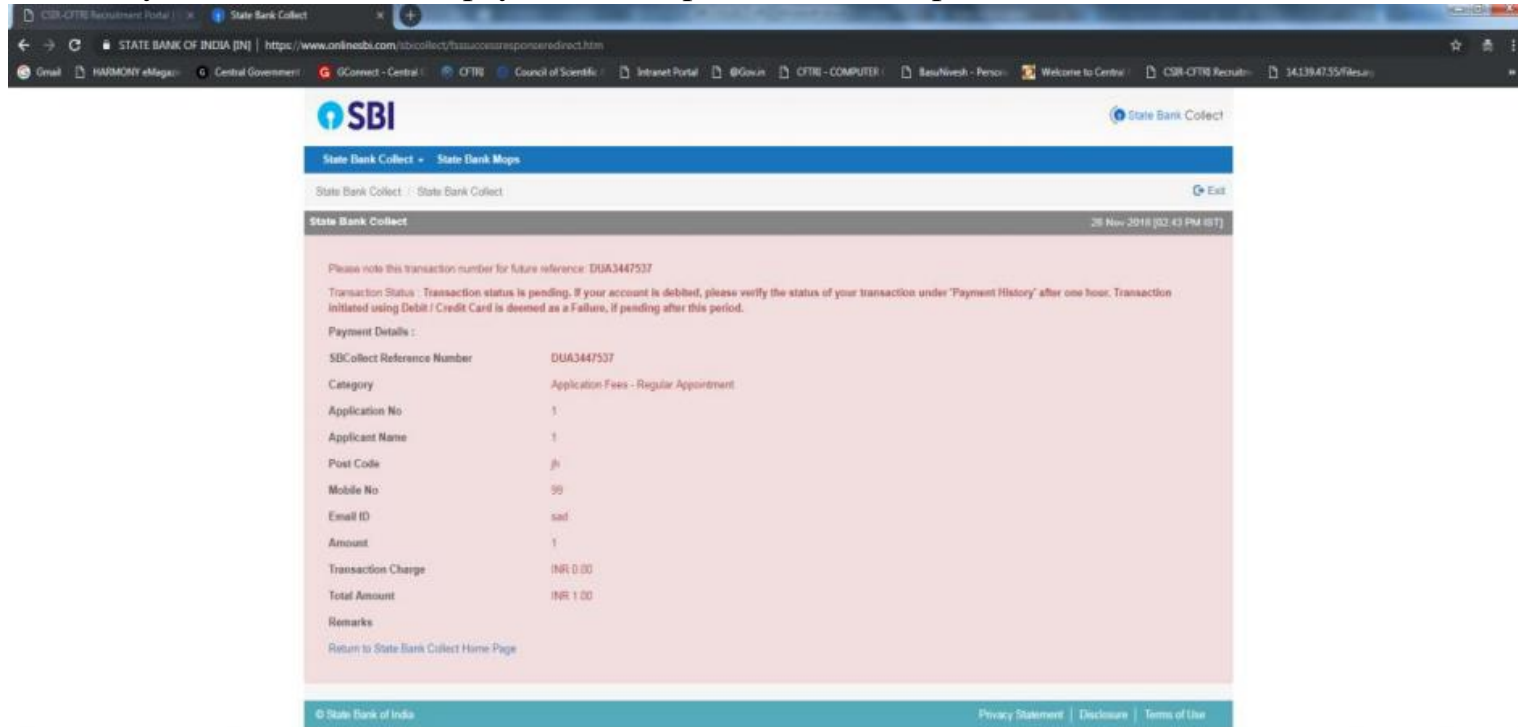 CSIR-CFTRI Recruitment Portal
State Bank Collect
STATE BANK OF INDIA [IN] https://www.onlinesbi.com/sbicollect/
Gmail HARMONY eMagaz Central Government GConnect - Central CFTRI Council of Scientific Intranet Portal @Gov.in CFTRI - COMPUTER BasuNivesh - Person Welcome to Central CSIR-CFTRI Recruitm 14.139.47.55/
SBI
State Bank Collect
State Bank Collect State Bank Mops
State Bank Collect / State Bank Collect
Exit
State Bank Collect
26 Nov 2018 [02:43 PM IST]
Please note this transaction number for future reference: DUA3447537
Transaction Status : Transaction status is pending. If your account is debited, please verify the status of your transaction under 'Payment History' after one hour. Transaction
initiated using Debit / Credit Card is deemed as a Failure, if pending after this period.
Payment Details :
SBCollect Reference Number DUA3447537
Category Application Fees - Regular Appointment
Application No 1
Applicant Name 1
Post Code jh
Mobile No 99
Email ID sad
Amount 1
Transaction Charge INR 0.00
Total Amount INR 1.00
Remarks
Return to State Bank Collect Home Page
© State Bank of India
Privacy Statement | Disclosure | Terms of Use